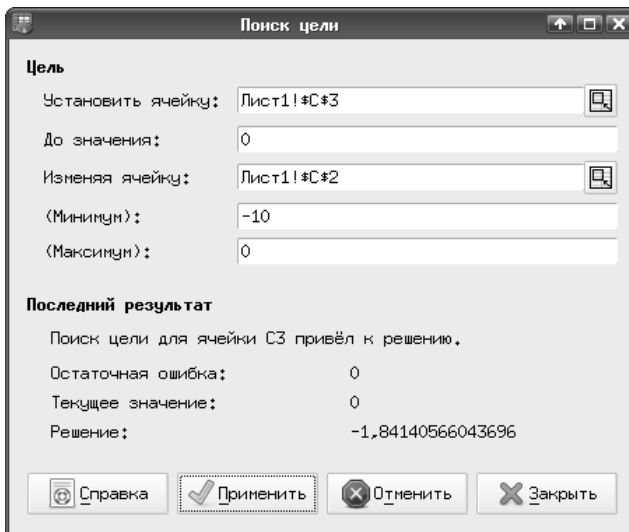 Поиск цели
Цель
Установить ячейку: Лист1!$C$3
До значения: 0
Изменяя ячейку: Лист1!$C$2
(Минимум): -10
(Максимум): 0
Последний результат
Поиск цели для ячейки C3 привёл к решению.
Остаточная ошибка: 0
Текущее значение: 0
Решение: -1,84140566043696
Справка Применить Отменить Закрыть